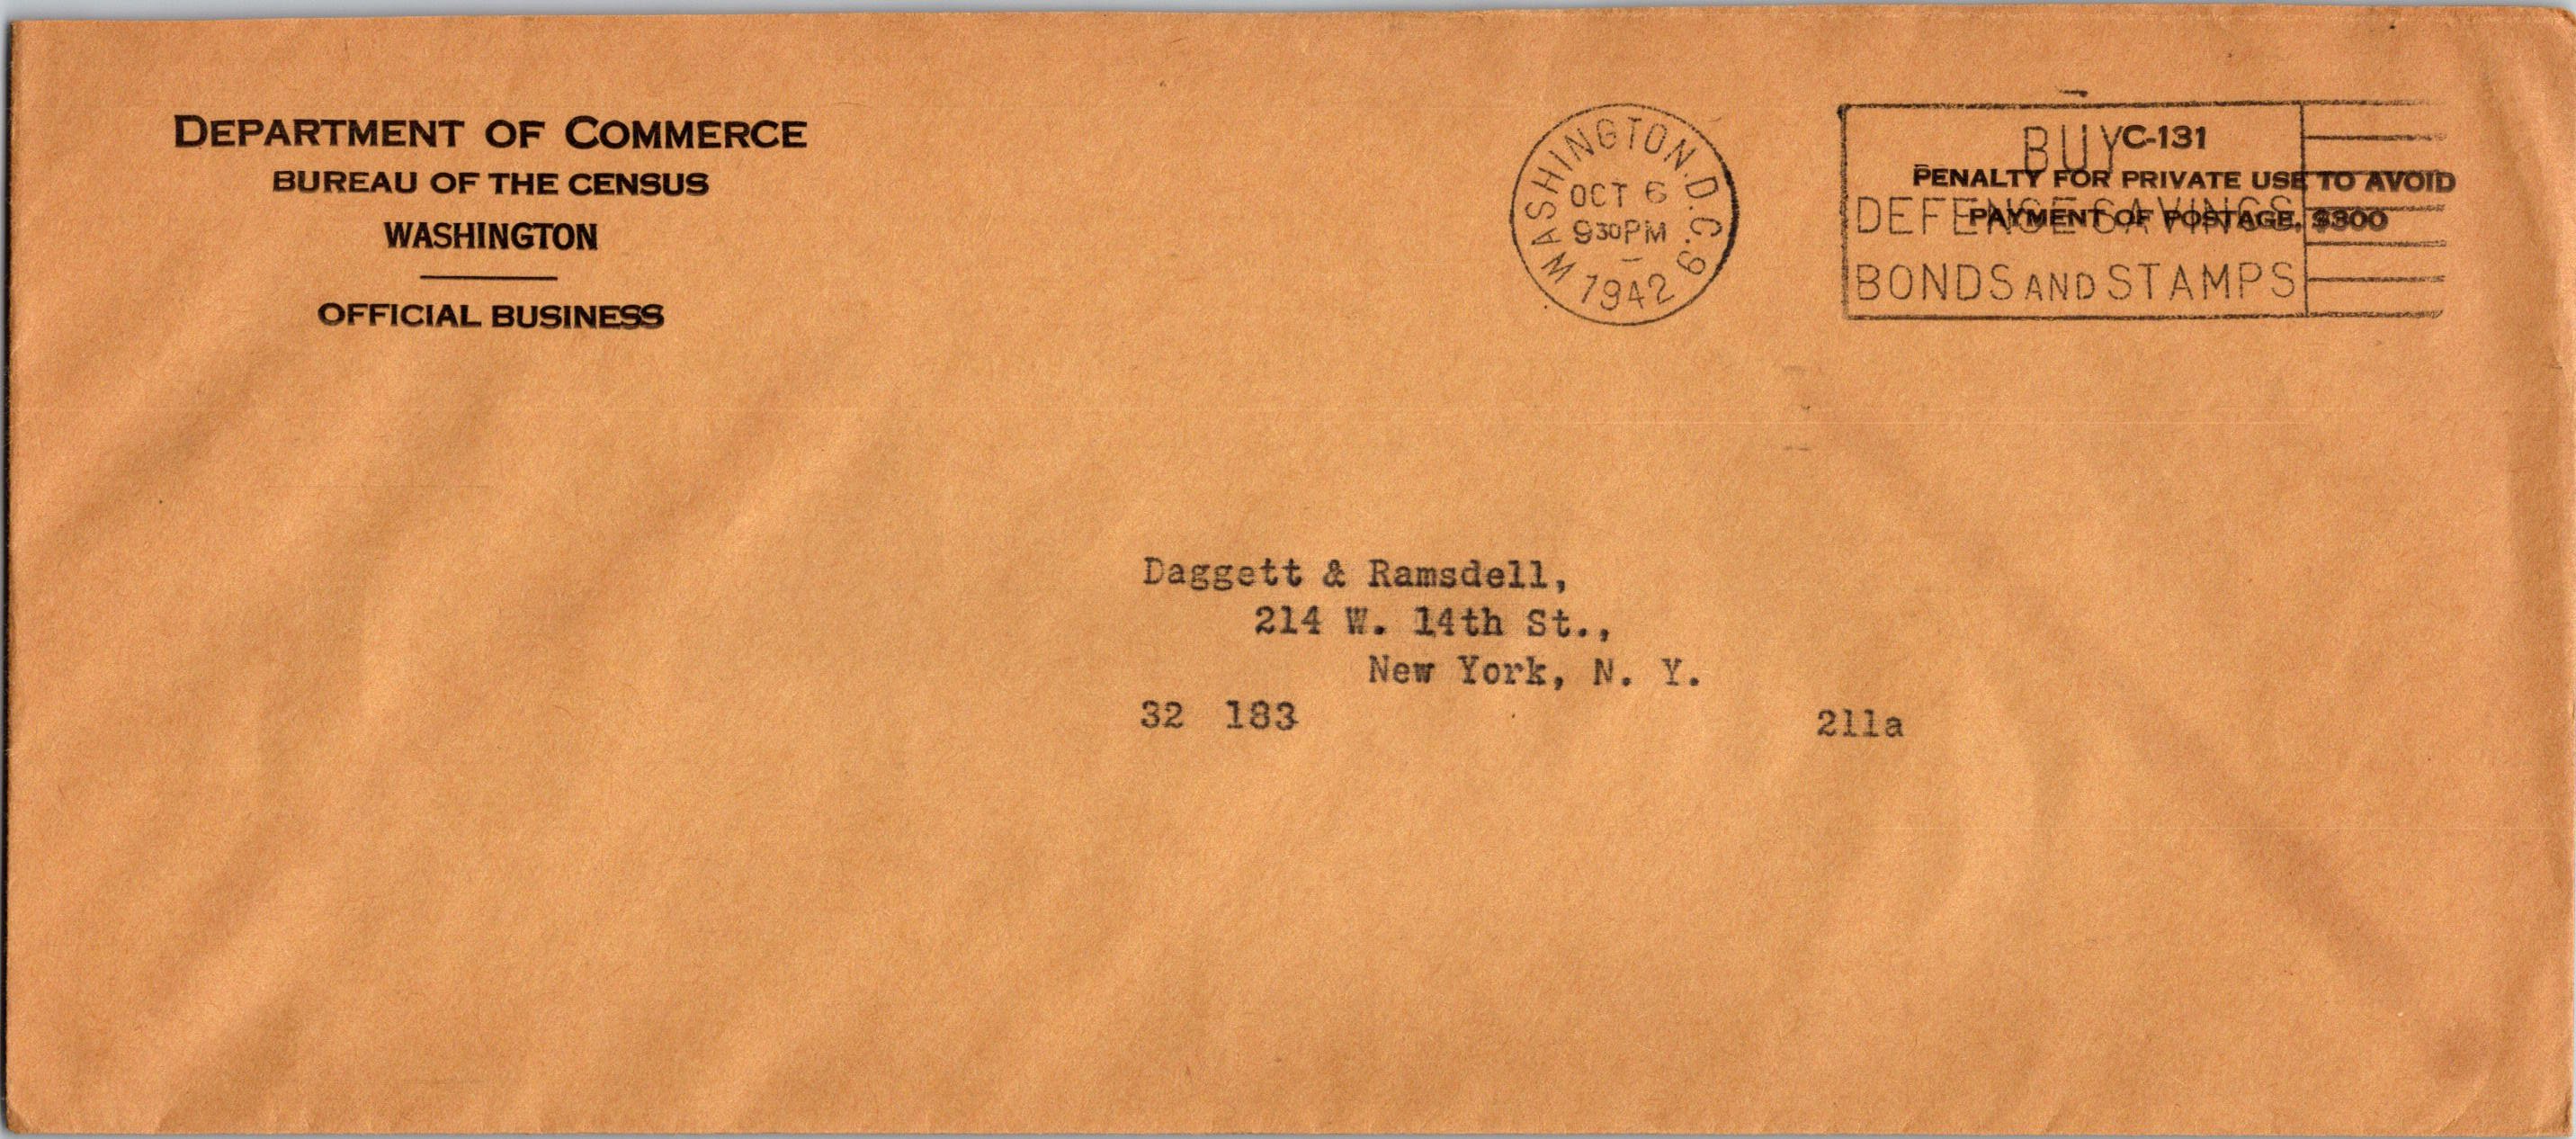 DEPARTMENT OF COMMERCE
BUREAU OF THE CENSUS
WASHINGTON
OFFICIAL BUSINESS
WASHINGTON, D.C. 9
OCT 6
930PM
1942
BUY
DEFENSE SAVINGS
BONDS AND STAMPS
C-131
PENALTY FOR PRIVATE USE TO AVOID
PAYMENT OF POSTAGE, $300
Daggett & Ramsdell,
214 W. 14th St.,
New York, N. Y.
32 183 211a